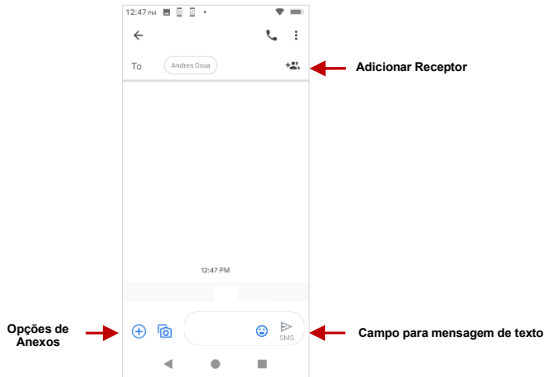 12:47 PM
To Andres Ossa
Adicionar Receptor
12:47 PM
Opções de
Anexos
SMS
Campo para mensagem de texto